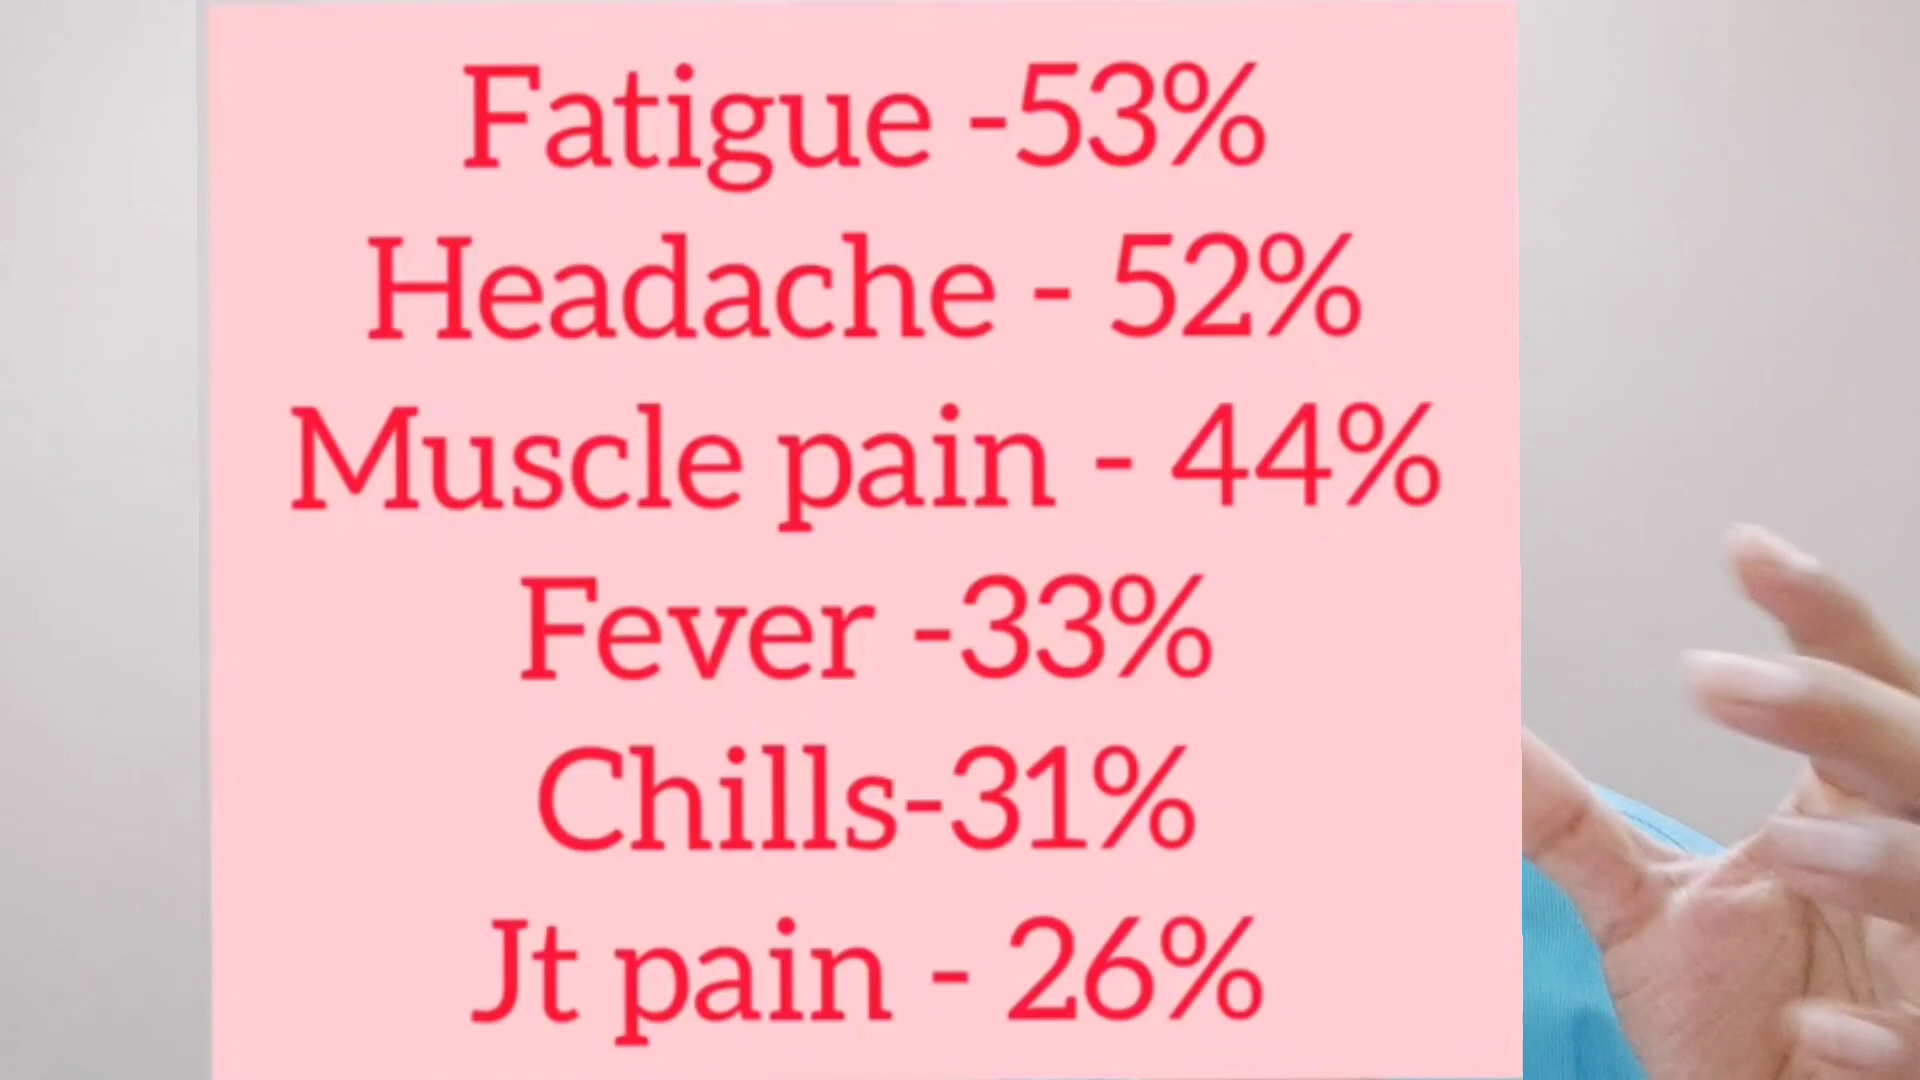 Fatigue -53%
Headache - 52%
Muscle pain - 44%
Fever -33%
Chills-31%
Jt pain - 26%